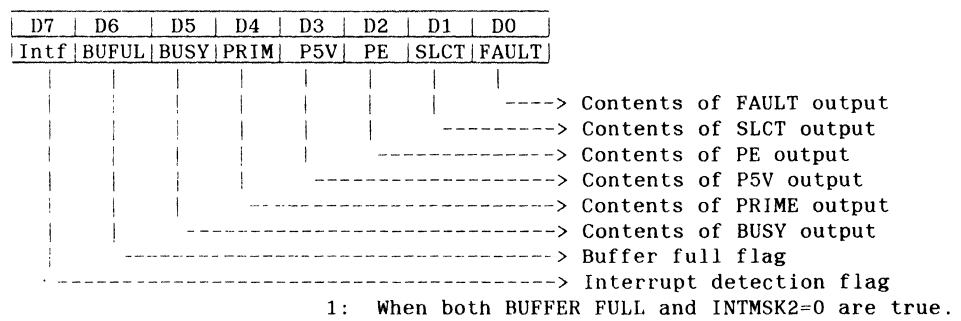 | D7 | D6 | D5 | D4 | D3 | D2 | D1 | D0 |
| Intf | BUFUL | BUSY | PRIM | P5V | PE | SLCT | FAULT |
----> Contents of FAULT output
---------> Contents of SLCT output
--------------> Contents of PE output
-------------------> Contents of P5V output
------------------------> Contents of PRIME output
-----------------------------> Contents of BUSY output
----------------------------------> Buffer full flag
----------------------------------------> Interrupt detection flag
1: When both BUFFER FULL and INTMSK2=0 are true.